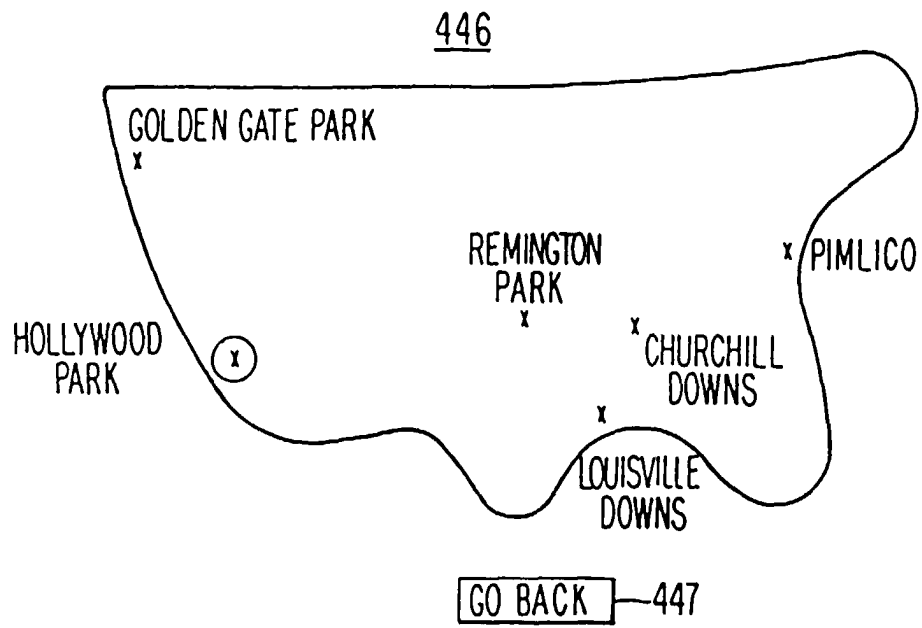 446
GOLDEN GATE PARK
x
REMINGTON
PARK
x
x PIMLICO
HOLLYWOOD
PARK
x
x
CHURCHILL
DOWNS
x
LOUISVILLE
DOWNS
GO BACK 447